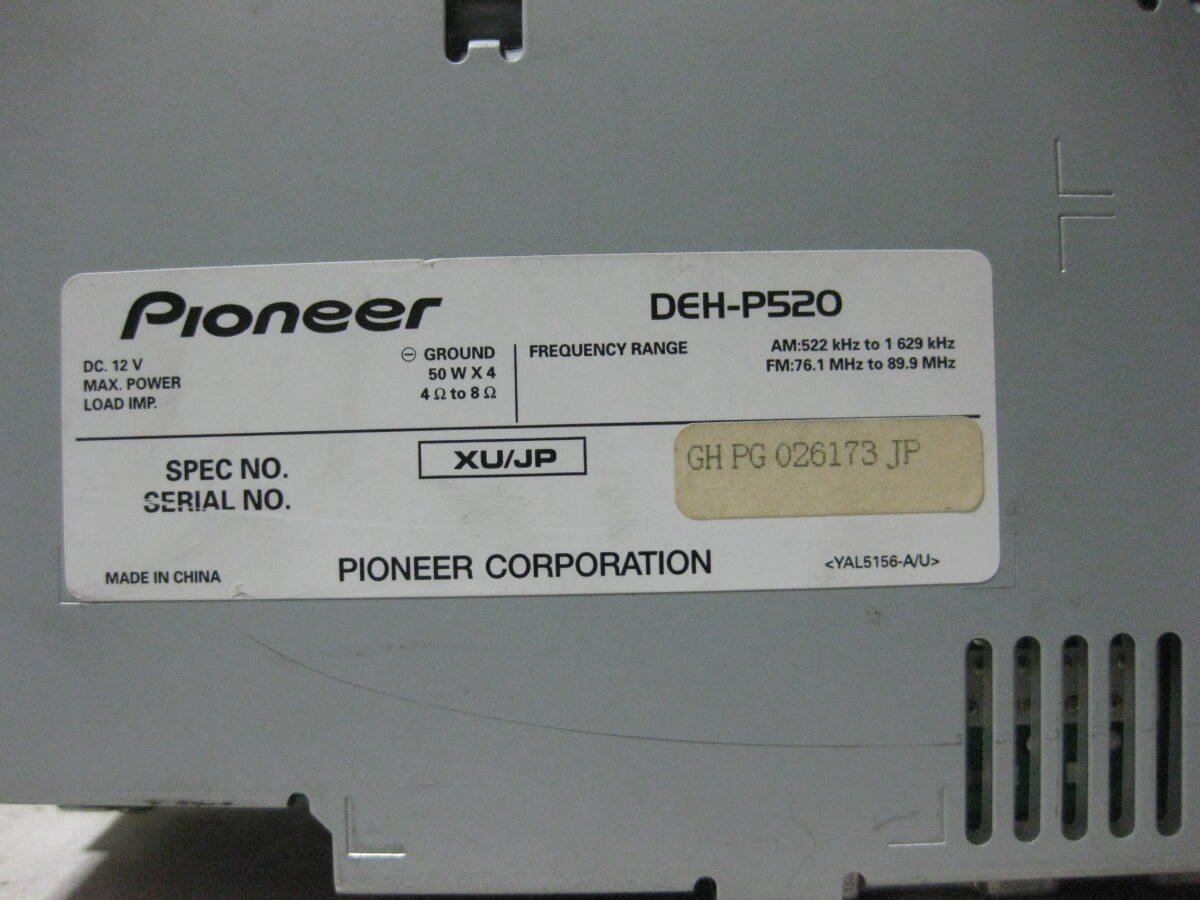 Pioneer
DEH-P520
DC. 12 V ⊖ GROUND
MAX. POWER 50 W X 4
LOAD IMP. 4 Ω to 8 Ω
FREQUENCY RANGE AM:522 kHz to 1 629 kHz
FM:76.1 MHz to 89.9 MHz
SPEC NO. XU/JP
SERIAL NO.
GH PG 026173 JP
MADE IN CHINA
PIONEER CORPORATION
<YAL5156-A/U>